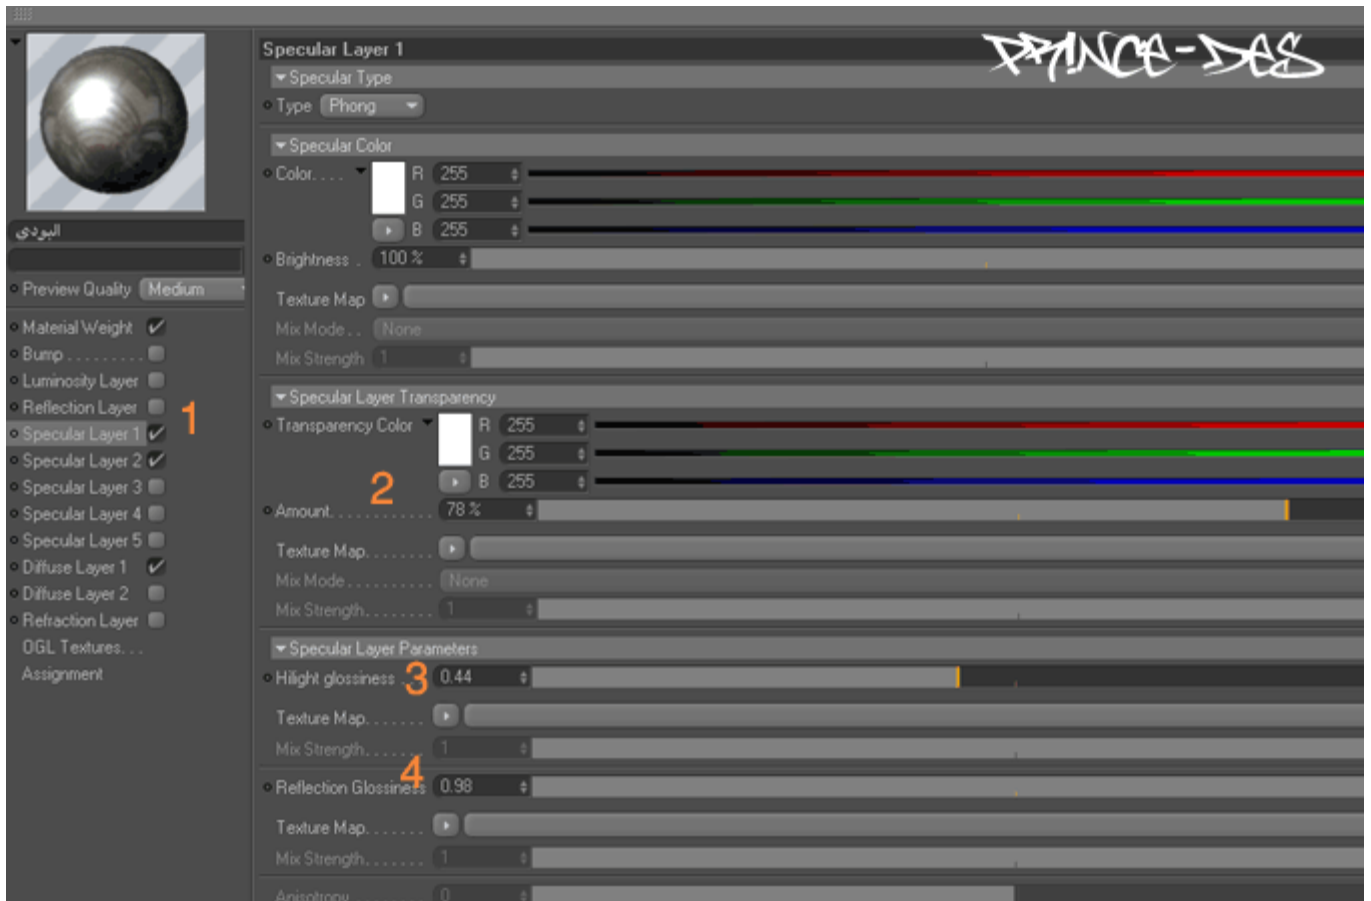 PRINCE-DES
Specular Layer 1
Specular Type
Type Phong
Specular Color
Color. . . . R 255
G 255
B 255
البودي
Brightness . 100 %
Preview Quality Medium
Texture Map
Mix Mode . . None
Mix Strength 1
Material Weight
Bump . . . . . . . . .
Luminosity Layer
Reflection Layer
1
Specular Layer 1
Specular Layer 2
Specular Layer 3
Specular Layer 4
Specular Layer 5
Diffuse Layer 1
Diffuse Layer 2
Refraction Layer
OGL Textures. . .
Assignment
Specular Layer Transparency
Transparency Color R 255
G 255
B 255
2
Amount. . . . . . . . . . . . 78 %
Texture Map. . . . . . . .
Mix Mode . . . . . . . . . . None
Mix Strength. . . . . . . . 1
Specular Layer Parameters
Hilight glossiness . . 3 0.44
Texture Map. . . . . . .
Mix Strength. . . . . . . 1
4
Reflection Glossiness 0.98
Texture Map. . . . . . .
Mix Strength. . . . . . . 1
Anisotropy 0